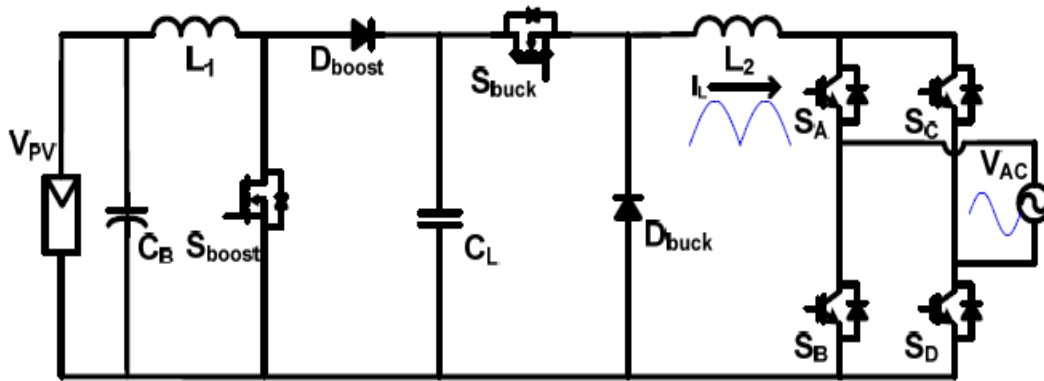 L1
Dboost
Sbuck
L2
IL
SA
SC
VPV
VAC
CB
Sboost
CL
Dbuck
SB
SD